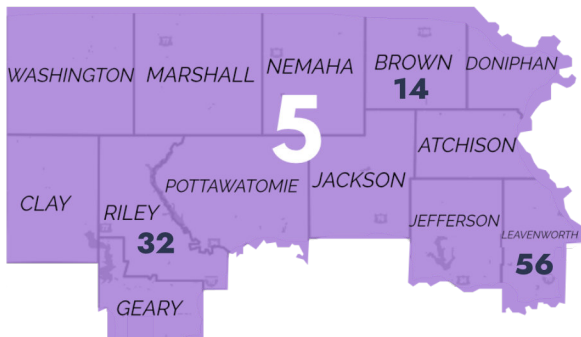 WASHINGTON
MARSHALL
NEMAHA
BROWN
14
DONIPHAN
5
ATCHISON
CLAY
RILEY
32
POTTAWATOMIE
JACKSON
JEFFERSON
LEAVENWORTH
56
GEARY